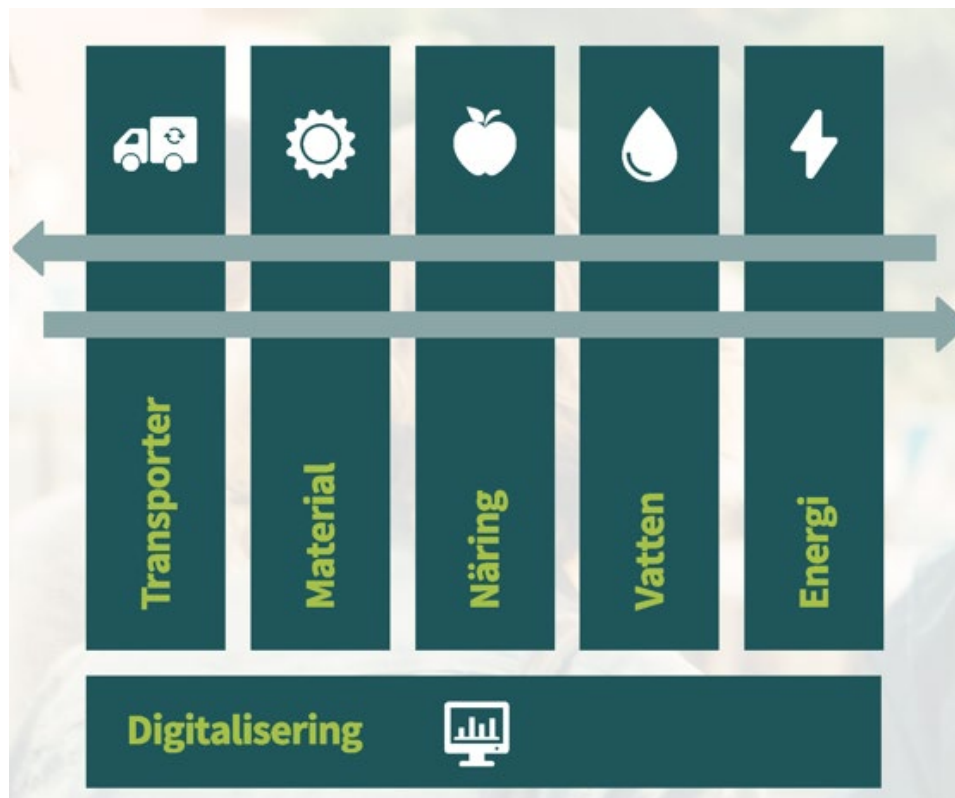 Transporter
Material
Näring
Vatten
Energi
Digitalisering